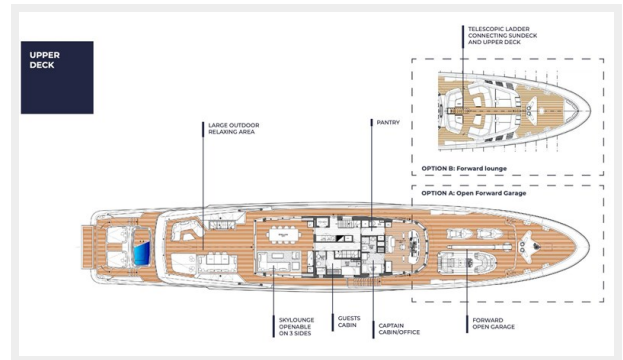 UPPER
DECK
TELESCOPIC LADDER
CONNECTING SUNDECK
AND UPPER DECK
LARGE OUTDOOR
RELAXING AREA
PANTRY
OPTION B: Forward lounge
OPTION A: Open Forward Garage
SKYLOUNGE
OPENABLE
ON 3 SIDES
GUESTS
CABIN
CAPTAIN
CABIN/OFFICE
FORWARD
OPEN GARAGE